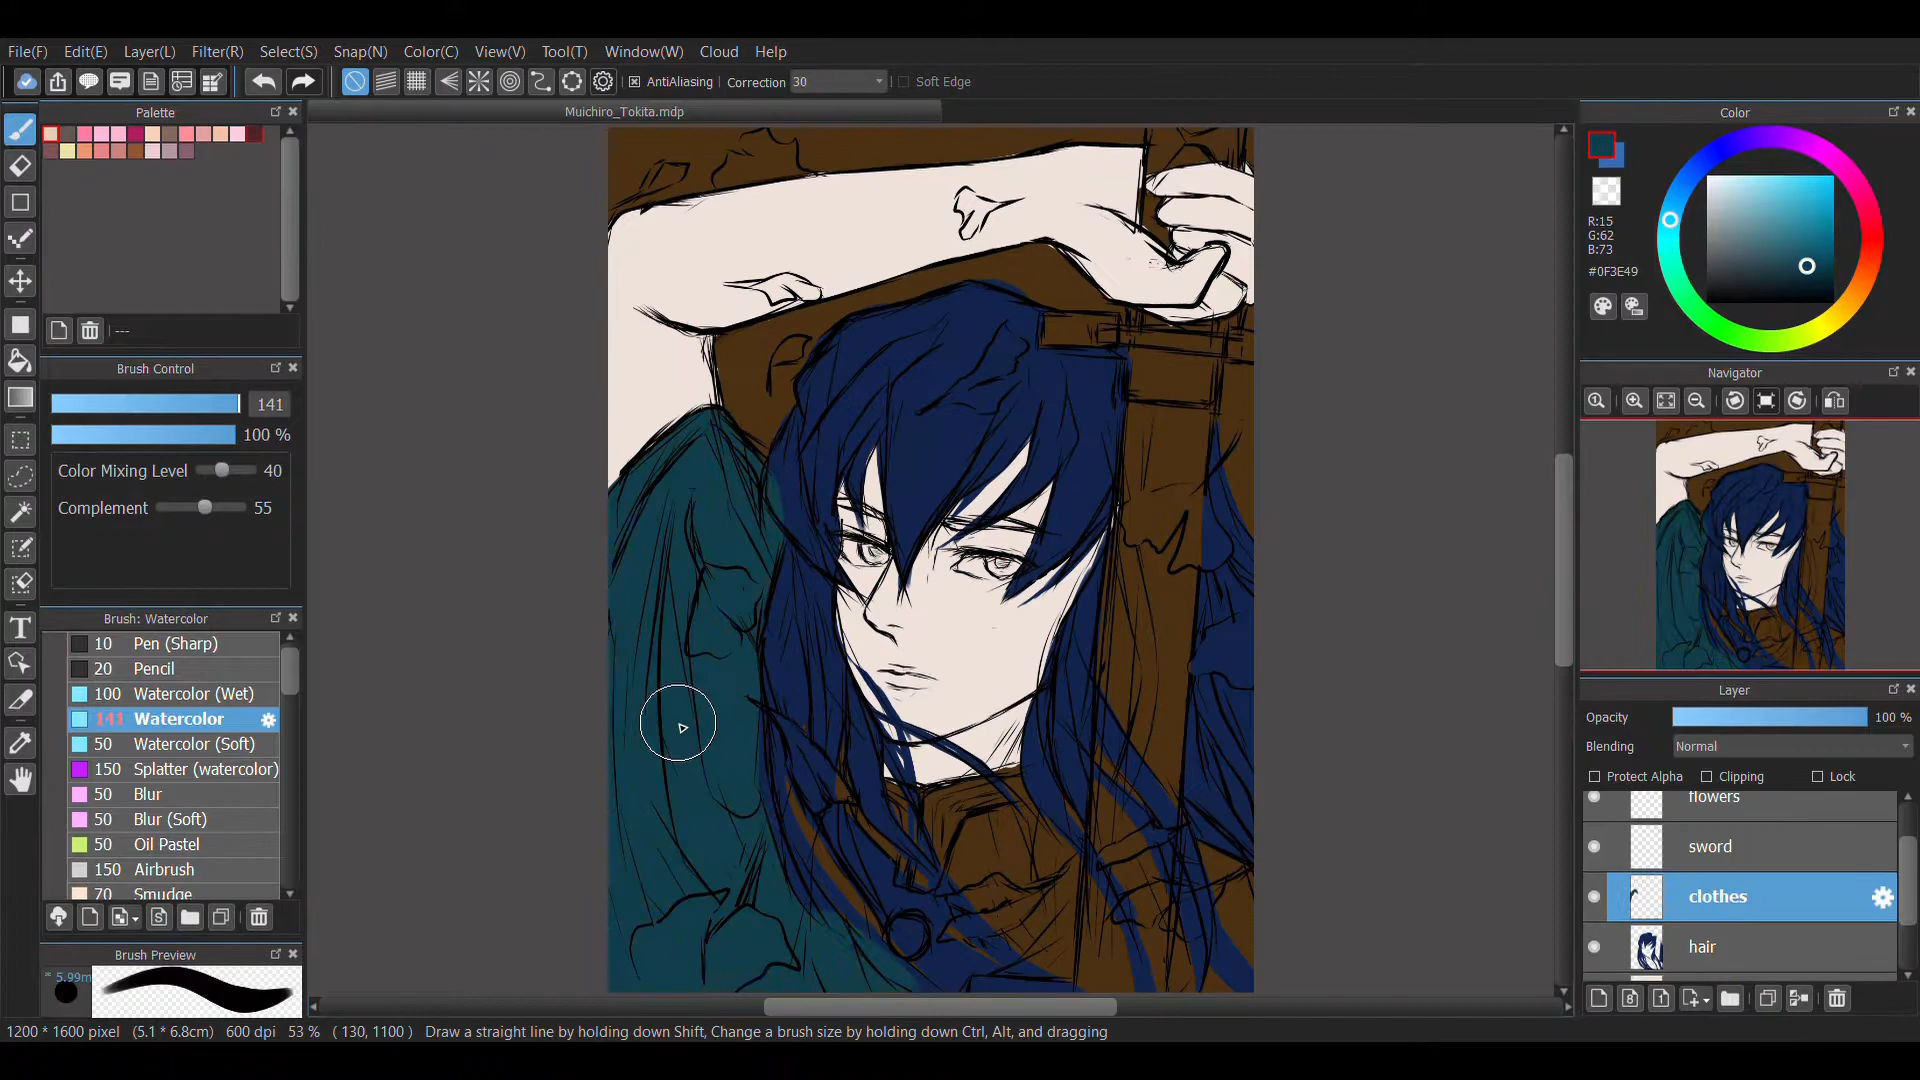 File(F) Edit(E) Layer(L) Filter(R) Select(S) Snap(N) Color(C) View(V) Tool(T) Window(W) Cloud Help
AntiAliasing Correction 30 Soft Edge
Palette
Muichiro_Tokita.mdp
Color
R:15
G:62
B:73
#0F3E49
---
Brush Control
141
100 %
Color Mixing Level 40
Complement 55
Navigator
Brush: Watercolor
10 Pen (Sharp)
20 Pencil
100 Watercolor (Wet)
141 Watercolor
50 Watercolor (Soft)
150 Splatter (watercolor)
50 Blur
50 Blur (Soft)
50 Oil Pastel
150 Airbrush
70 Smudge
Layer
Opacity 100 %
Blending Normal
Protect Alpha Clipping Lock
flowers
sword
clothes
hair
Brush Preview
5.99m
1200 * 1600 pixel (5.1 * 6.8cm) 600 dpi 53 % ( 130, 1100 ) Draw a straight line by holding down Shift, Change a brush size by holding down Ctrl, Alt, and dragging